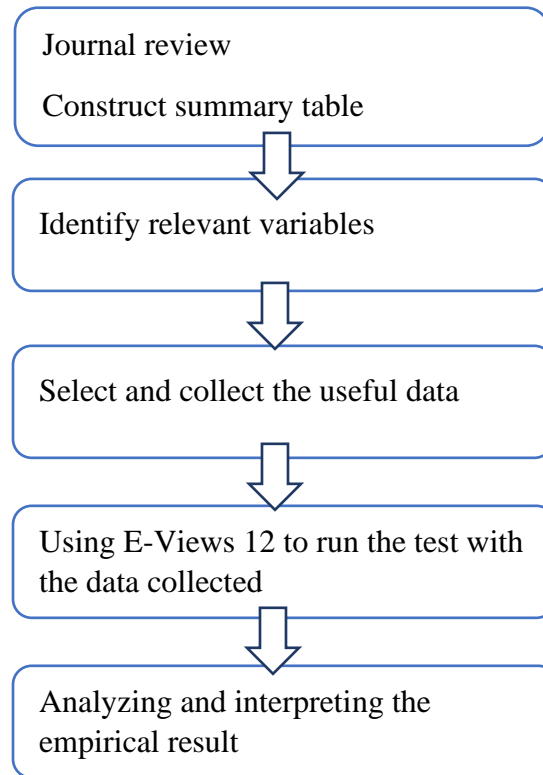 Journal review
Construct summary table
Identify relevant variables
Select and collect the useful data
Using E-Views 12 to run the test with
the data collected
Analyzing and interpreting the
empirical result